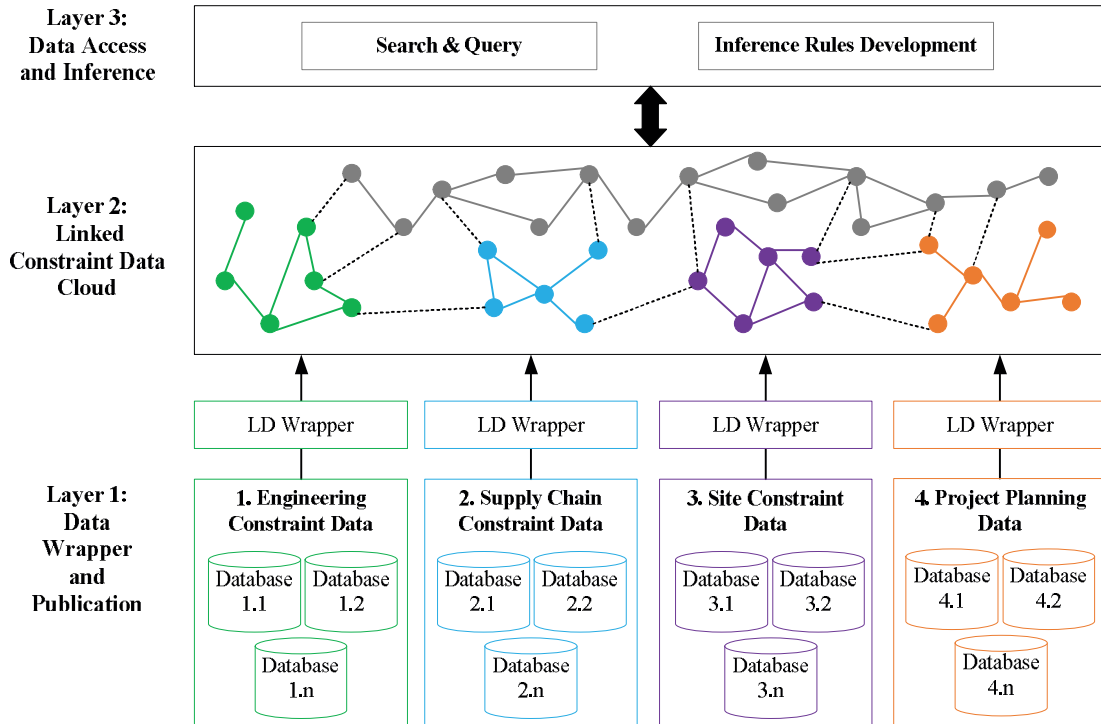 Layer 3:
Data Access
and Inference
Search & Query
Inference Rules Development
Layer 2:
Linked
Constraint Data
Cloud
LD Wrapper
LD Wrapper
LD Wrapper
LD Wrapper
Layer 1:
Data
Wrapper
and
Publication
1. Engineering
Constraint Data
Database
1.1
Database
1.2
Database
1.n
2. Supply Chain
Constraint Data
Database
2.1
Database
2.2
Database
2.n
3. Site Constraint
Data
Database
3.1
Database
3.2
Database
3.n
4. Project Planning
Data
Database
4.1
Database
4.2
Database
4.n